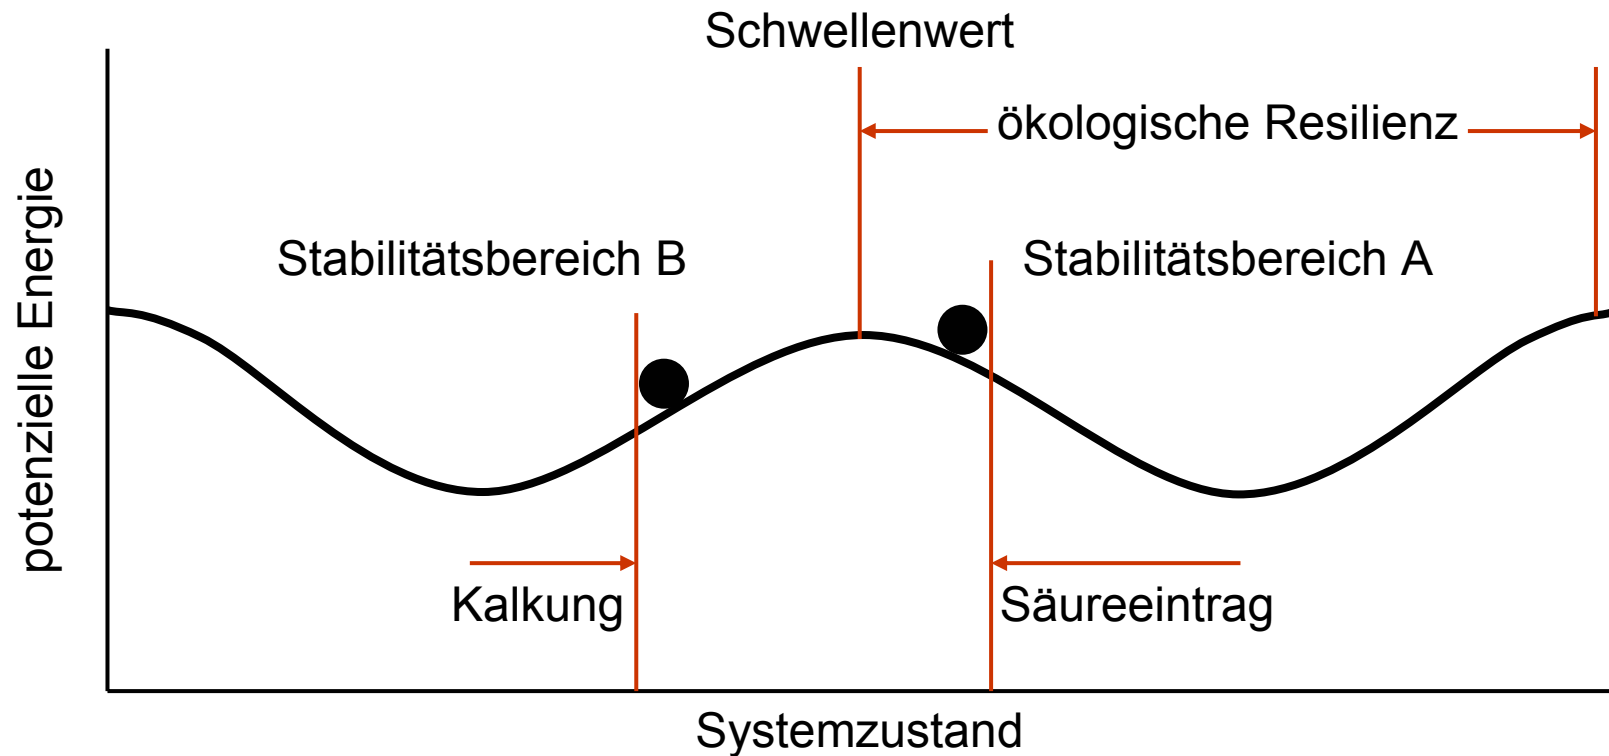 Schwellenwert
ökologische Resilienz
Stabilitätsbereich B
Stabilitätsbereich A
potenzielle Energie
Kalkung
Säureeintrag
Systemzustand